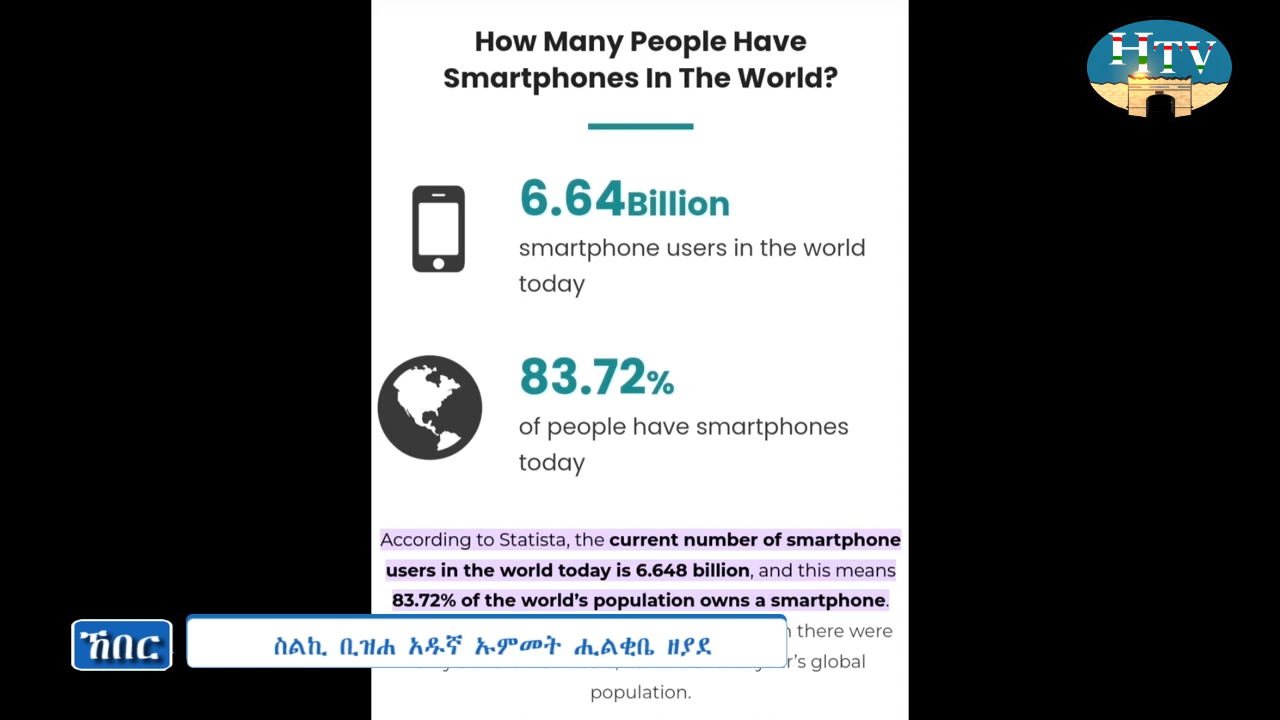 How Many People Have
Smartphones In The World?
HTV
6.64Billion
smartphone users in the world
today
83.72%
of people have smartphones
today
According to Statista, the current number of smartphone
users in the world today is 6.648 billion, and this means
83.72% of the world's population owns a smartphone.
there were
r's global
population.
ኸበር
ስልኪ ቢዝሐ አዱኛ ኡምመት ሒልቂቤ ዘያደ